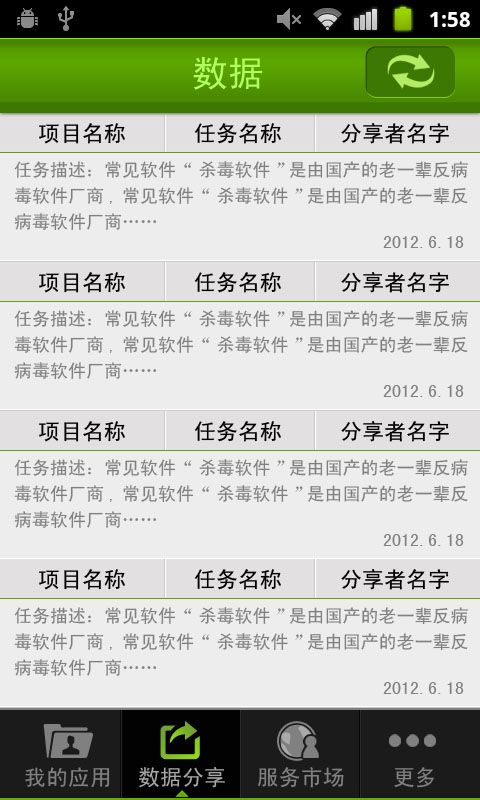 1:58
数据
项目名称 任务名称 分享者名字
任务描述：常见软件“杀毒软件”是由国产的老一辈反病
毒软件厂商，常见软件“杀毒软件”是由国产的老一辈反
病毒软件厂商……
2012. 6. 18
项目名称 任务名称 分享者名字
任务描述：常见软件“杀毒软件”是由国产的老一辈反病
毒软件厂商，常见软件“杀毒软件”是由国产的老一辈反
病毒软件厂商……
2012. 6. 18
项目名称 任务名称 分享者名字
任务描述：常见软件“杀毒软件”是由国产的老一辈反病
毒软件厂商，常见软件“杀毒软件”是由国产的老一辈反
病毒软件厂商……
2012. 6. 18
项目名称 任务名称 分享者名字
任务描述：常见软件“杀毒软件”是由国产的老一辈反病
毒软件厂商，常见软件“杀毒软件”是由国产的老一辈反
病毒软件厂商……
2012. 6. 18
我的应用 数据分享 服务市场 更多